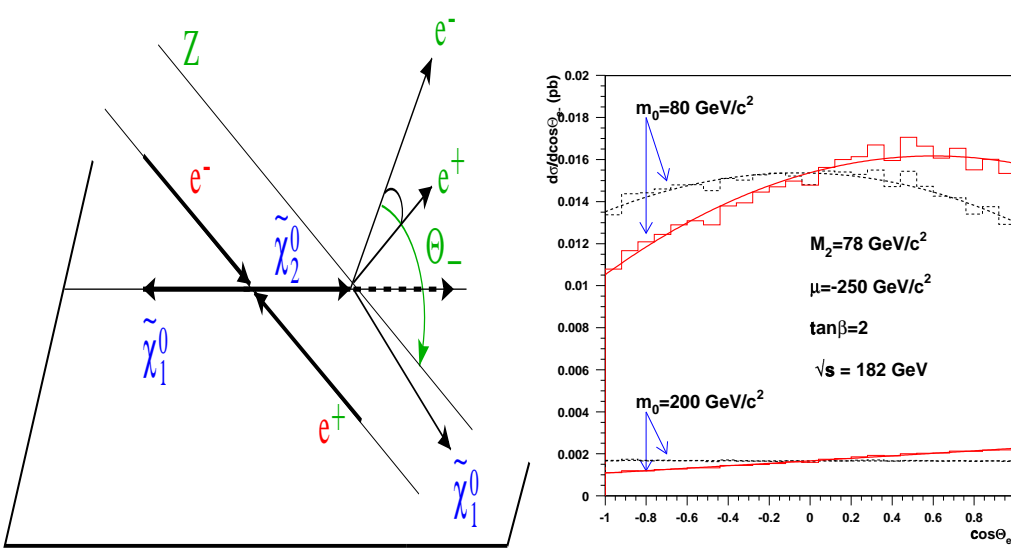 Z
e-
e-
e+
Θ−
χ̃⁰₂
χ̃⁰₁
e+
χ̃⁰₁
dσ/dcosΘe- (pb)
0.02
0.018
0.016
0.014
0.012
0.01
0.008
0.006
0.004
0.002
0
m₀=80 GeV/c²
M₂=78 GeV/c²
μ=-250 GeV/c²
tanβ=2
√s = 182 GeV
m₀=200 GeV/c²
-1 -0.8 -0.6 -0.4 -0.2 0 0.2 0.4 0.6 0.8
cosΘe